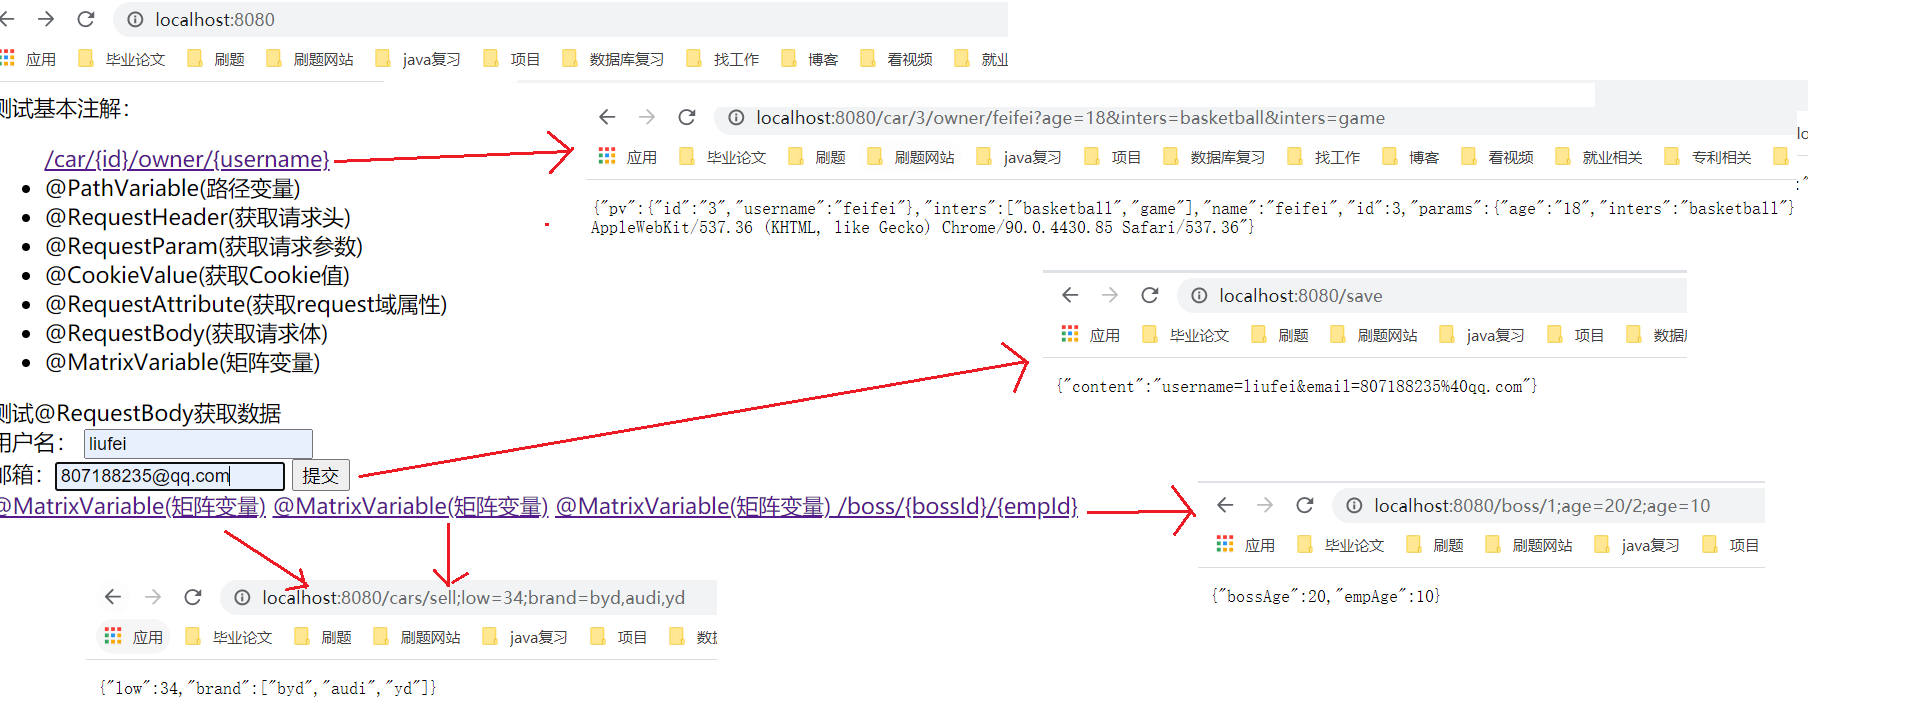 localhost:8080
应用 毕业论文 刷题 刷题网站 java复习 项目 数据库复习 找工作 博客 看视频 就业
测试基本注解：
/car/{id}/owner/{username}
@PathVariable(路径变量)
@RequestHeader(获取请求头)
@RequestParam(获取请求参数)
@CookieValue(获取Cookie值)
@RequestAttribute(获取request域属性)
@RequestBody(获取请求体)
@MatrixVariable(矩阵变量)
测试@RequestBody获取数据
用户名： liufei
邮箱： 807188235@qq.com 提交
@MatrixVariable(矩阵变量) @MatrixVariable(矩阵变量) @MatrixVariable(矩阵变量) /boss/{bossId}/{empId}
localhost:8080/car/3/owner/feifei?age=18&inters=basketball&inters=game
应用 毕业论文 刷题 刷题网站 java复习 项目 数据库复习 找工作 博客 看视频 就业相关 专利相关
{"pv":{"id":"3","username":"feifei"},"inters":["basketball","game"],"name":"feifei","id":3,"params":{"age":"18","inters":"basketball"}
AppleWebKit/537.36 (KHTML, like Gecko) Chrome/90.0.4430.85 Safari/537.36"}
localhost:8080/save
应用 毕业论文 刷题 刷题网站 java复习 项目 数据
{"content":"username=liufei&email=807188235%40qq.com"}
localhost:8080/boss/1;age=20/2;age=10
应用 毕业论文 刷题 刷题网站 java复习 项目
{"bossAge":20,"empAge":10}
localhost:8080/cars/sell;low=34;brand=byd,audi,yd
应用 毕业论文 刷题 刷题网站 java复习 项目 数据
{"low":34,"brand":["byd","audi","yd"]}